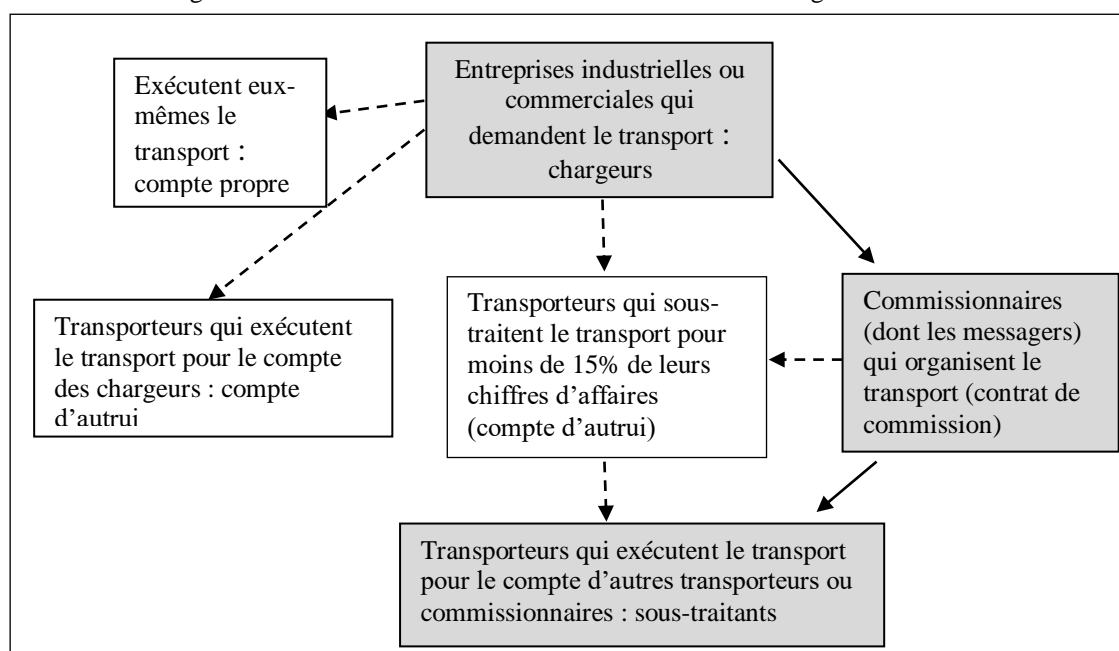 Exécutent eux-
mêmes le
transport :
compte propre
Entreprises industrielles ou
commerciales qui
demandent le transport :
chargeurs
Transporteurs qui exécutent
le transport pour le compte
des chargeurs : compte
d'autrui
Transporteurs qui sous-
traitent le transport pour
moins de 15% de leurs
chiffres d'affaires
(compte d'autrui)
Commissionnaires
(dont les messagers)
qui organisent le
transport (contrat de
commission)
Transporteurs qui exécutent le transport
pour le compte d'autres transporteurs ou
commissionnaires : sous-traitants